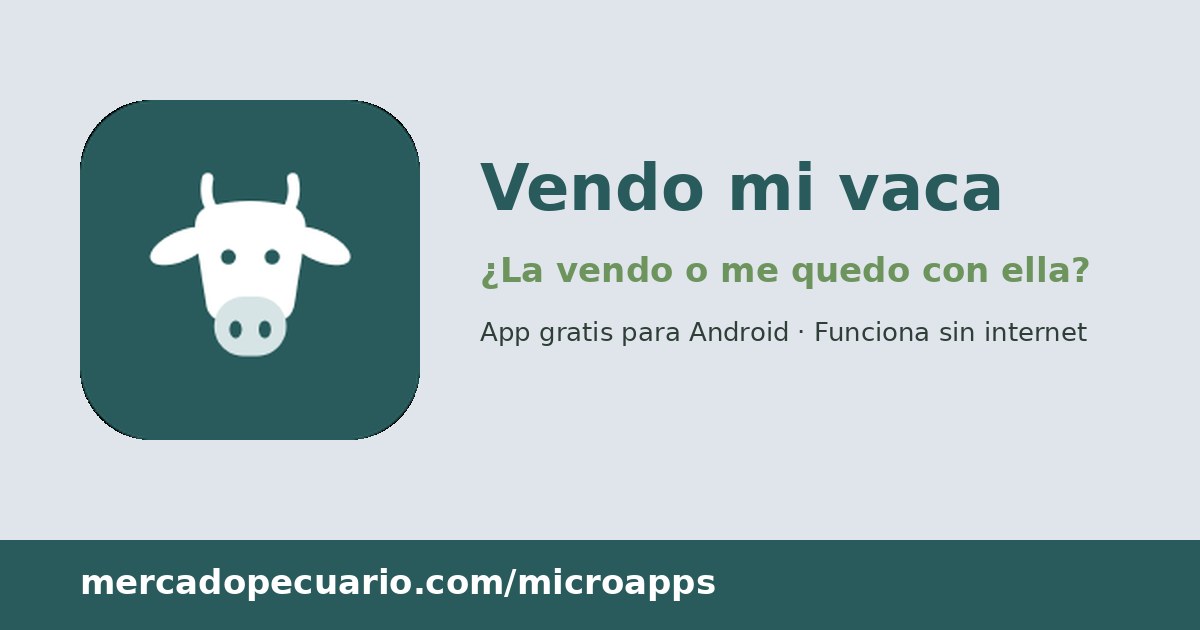 Vendo mi vaca
¿La vendo o me quedo con ella?
App gratis para Android · Funciona sin internet
mercadopecuario.com/microapps